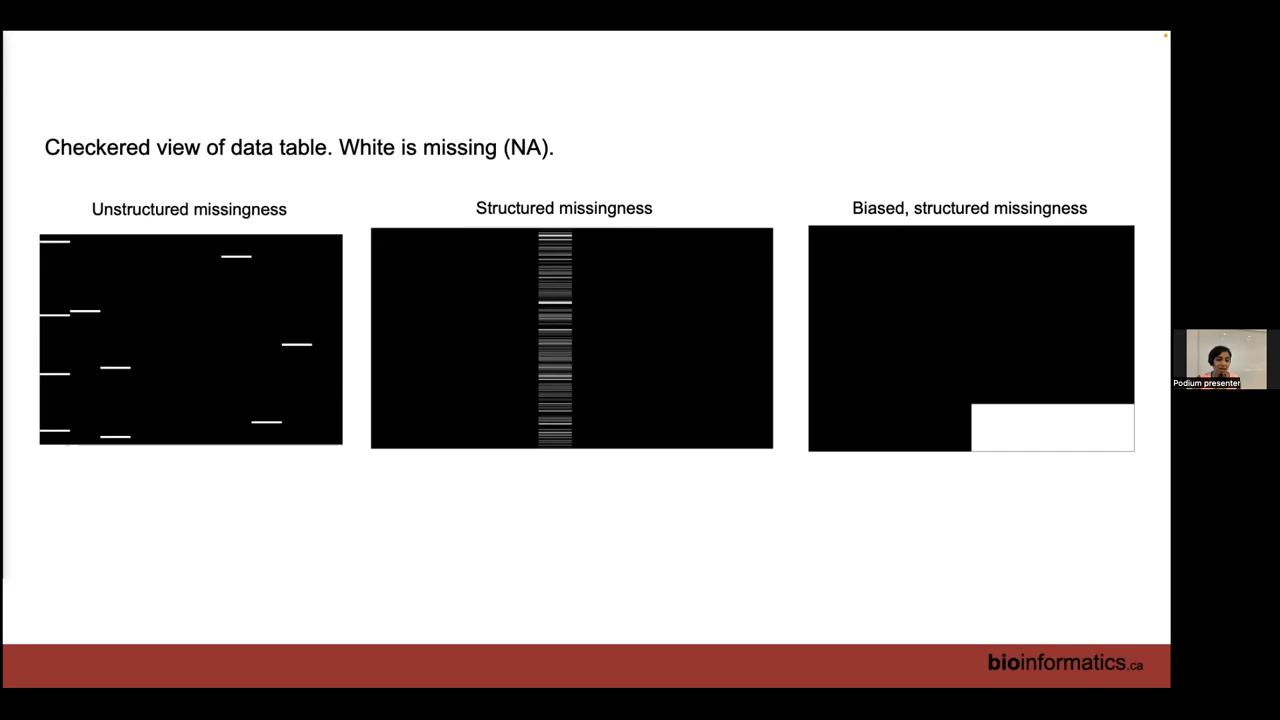 Checkered view of data table. White is missing (NA).
Unstructured missingness
Structured missingness
Biased, structured missingness
Podium presenter
bioinformatics.ca